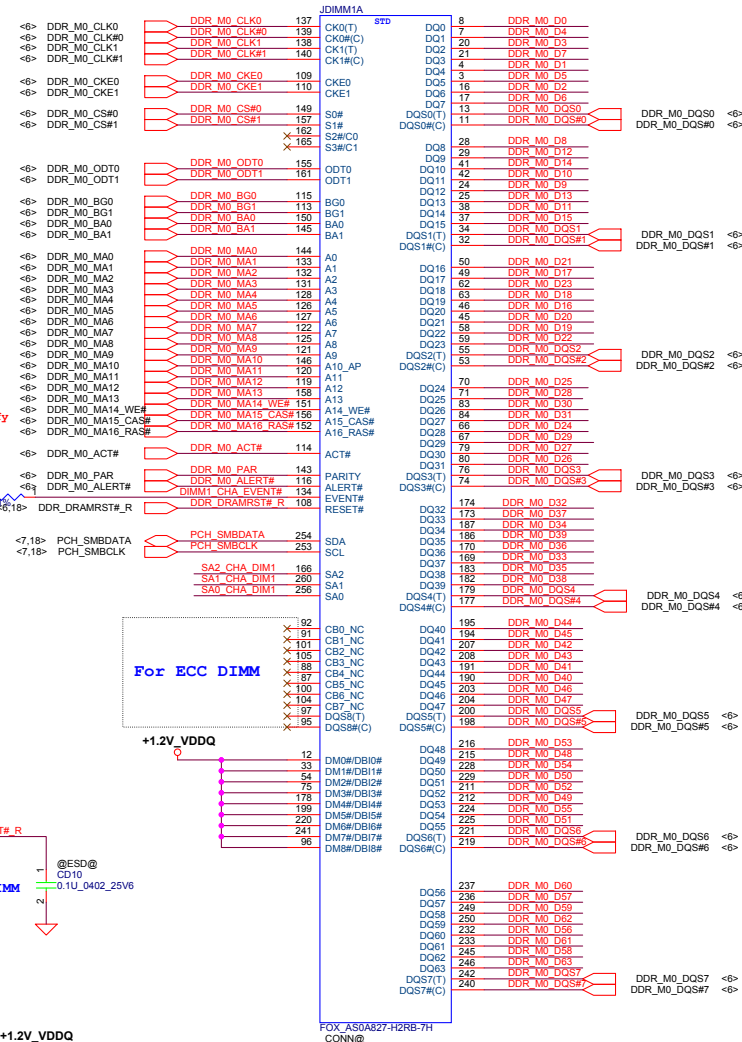 JDIMM1A
STD
<6> DDR_M0_CLK0 DDR_M0_CLK0 137 CK0(T)
<6> DDR_M0_CLK#0 DDR_M0_CLK#0 139 CK0#(C)
<6> DDR_M0_CLK1 DDR_M0_CLK1 138 CK1(T)
<6> DDR_M0_CLK#1 DDR_M0_CLK#1 140 CK1#(C)
<6> DDR_M0_CKE0 DDR_M0_CKE0 109 CKE0
<6> DDR_M0_CKE1 DDR_M0_CKE1 110 CKE1
<6> DDR_M0_CS#0 DDR_M0_CS#0 149 S0#
<6> DDR_M0_CS#1 DDR_M0_CS#1 157 S1#
162 S2#/C0
165 S3#/C1
<6> DDR_M0_ODT0 DDR_M0_ODT0 155 ODT0
<6> DDR_M0_ODT1 DDR_M0_ODT1 161 ODT1
<6> DDR_M0_BG0 DDR_M0_BG0 115 BG0
<6> DDR_M0_BG1 DDR_M0_BG1 113 BG1
<6> DDR_M0_BA0 DDR_M0_BA0 150 BA0
<6> DDR_M0_BA1 DDR_M0_BA1 145 BA1
<6> DDR_M0_MA0 DDR_M0_MA0 144 A0
<6> DDR_M0_MA1 DDR_M0_MA1 133 A1
<6> DDR_M0_MA2 DDR_M0_MA2 132 A2
<6> DDR_M0_MA3 DDR_M0_MA3 131 A3
<6> DDR_M0_MA4 DDR_M0_MA4 128 A4
<6> DDR_M0_MA5 DDR_M0_MA5 126 A5
<6> DDR_M0_MA6 DDR_M0_MA6 127 A6
<6> DDR_M0_MA7 DDR_M0_MA7 122 A7
<6> DDR_M0_MA8 DDR_M0_MA8 125 A8
<6> DDR_M0_MA9 DDR_M0_MA9 121 A9
<6> DDR_M0_MA10 DDR_M0_MA10 146 A10_AP
<6> DDR_M0_MA11 DDR_M0_MA11 120 A11
<6> DDR_M0_MA12 DDR_M0_MA12 119 A12
<6> DDR_M0_MA13 DDR_M0_MA13 158 A13
<6> DDR_M0_MA14_WE# DDR_M0_MA14_WE# 151 A14_WE#
<6> DDR_M0_MA15_CAS# DDR_M0_MA15_CAS# 156 A15_CAS#
<6> DDR_M0_MA16_RAS# DDR_M0_MA16_RAS# 152 A16_RAS#
<6> DDR_M0_ACT# DDR_M0_ACT# 114 ACT#
<6> DDR_M0_PAR DDR_M0_PAR 143 PARITY
<6> DDR_M0_ALERT# DDR_M0_ALERT# 116 ALERT#
1 DIMM1_CHA_EVENT# 134 EVENT#
DDR_DRAMRST#_R DDR_DRAMRST#_R 108 RESET#
<7,18> PCH_SMBDATA PCH_SMBDATA 254 SDA
<7,18> PCH_SMBCLK PCH_SMBCLK 253 SCL
SA2_CHA_DIM1 166 SA2
SA1_CHA_DIM1 260 SA1
SA0_CHA_DIM1 256 SA0
For ECC DIMM
92 CB0_NC
91 CB1_NC
101 CB2_NC
105 CB3_NC
88 CB4_NC
87 CB5_NC
100 CB6_NC
104 CB7_NC
97 DQS8(T)
95 DQS8#(C)
+1.2V_VDDQ
12 DM0#/DBI0#
33 DM1#/DBI1#
54 DM2#/DBI2#
75 DM3#/DBI3#
178 DM4#/DBI4#
199 DM5#/DBI5#
220 DM6#/DBI6#
241 DM7#/DBI7#
96 DM8#/DBI8#
DQ0 8 DDR_M0_D0
DQ1 7 DDR_M0_D4
DQ2 20 DDR_M0_D3
DQ3 21 DDR_M0_D7
DQ4 4 DDR_M0_D1
DQ5 3 DDR_M0_D5
DQ6 16 DDR_M0_D2
DQ7 17 DDR_M0_D6
DQS0(T) 13 DDR_M0_DQS0 DDR_M0_DQS0 <6>
DQS0#(C) 11 DDR_M0_DQS#0 DDR_M0_DQS#0 <6>
DQ8 28 DDR_M0_D8
DQ9 29 DDR_M0_D12
DQ10 41 DDR_M0_D14
DQ11 42 DDR_M0_D10
DQ12 24 DDR_M0_D9
DQ13 25 DDR_M0_D13
DQ14 38 DDR_M0_D11
DQ15 37 DDR_M0_D15
DQS1(T) 34 DDR_M0_DQS1 DDR_M0_DQS1 <6>
DQS1#(C) 32 DDR_M0_DQS#1 DDR_M0_DQS#1 <6>
DQ16 50 DDR_M0_D21
DQ17 49 DDR_M0_D17
DQ18 62 DDR_M0_D23
DQ19 63 DDR_M0_D18
DQ20 46 DDR_M0_D16
DQ21 45 DDR_M0_D20
DQ22 58 DDR_M0_D19
DQ23 59 DDR_M0_D22
DQS2(T) 55 DDR_M0_DQS2 DDR_M0_DQS2 <6>
DQS2#(C) 53 DDR_M0_DQS#2 DDR_M0_DQS#2 <6>
DQ24 70 DDR_M0_D25
DQ25 71 DDR_M0_D28
DQ26 83 DDR_M0_D30
DQ27 84 DDR_M0_D31
DQ28 66 DDR_M0_D24
DQ29 67 DDR_M0_D29
DQ30 79 DDR_M0_D27
DQ31 80 DDR_M0_D26
DQS3(T) 76 DDR_M0_DQS3 DDR_M0_DQS3 <6>
DQS3#(C) 74 DDR_M0_DQS#3 DDR_M0_DQS#3 <6>
DQ32 174 DDR_M0_D32
DQ33 173 DDR_M0_D37
DQ34 187 DDR_M0_D34
DQ35 186 DDR_M0_D39
DQ36 170 DDR_M0_D36
DQ37 169 DDR_M0_D33
DQ38 183 DDR_M0_D35
DQ39 182 DDR_M0_D38
DQS4(T) 179 DDR_M0_DQS4 DDR_M0_DQS4 <6
DQS4#(C) 177 DDR_M0_DQS#4 DDR_M0_DQS#4 <6
DQ40 195 DDR_M0_D44
DQ41 194 DDR_M0_D45
DQ42 207 DDR_M0_D42
DQ43 208 DDR_M0_D43
DQ44 191 DDR_M0_D41
DQ45 190 DDR_M0_D40
DQ46 203 DDR_M0_D46
DQ47 204 DDR_M0_D47
DQS5(T) 200 DDR_M0_DQS5 DDR_M0_DQS5 <6>
DQS5#(C) 198 DDR_M0_DQS#5 DDR_M0_DQS#5 <6>
DQ48 216 DDR_M0_D53
DQ49 215 DDR_M0_D48
DQ50 228 DDR_M0_D54
DQ51 229 DDR_M0_D50
DQ52 211 DDR_M0_D52
DQ53 212 DDR_M0_D49
DQ54 224 DDR_M0_D55
DQ55 225 DDR_M0_D51
DQS6(T) 221 DDR_M0_DQS6 DDR_M0_DQS6 <6>
DQS6#(C) 219 DDR_M0_DQS#6 DDR_M0_DQS#6 <6>
DQ56 237 DDR_M0_D60
DQ57 236 DDR_M0_D57
DQ58 249 DDR_M0_D59
DQ59 250 DDR_M0_D62
DQ60 232 DDR_M0_D56
DQ61 233 DDR_M0_D61
DQ62 245 DDR_M0_D58
DQ63 246 DDR_M0_D63
DQS7(T) 242 DDR_M0_DQS7 DDR_M0_DQS7 <6>
DQS7#(C) 240 DDR_M0_DQS#7 DDR_M0_DQS#7 <6>
T#_R
1
@ESD@
CD10
0.1U_0402_25V6
2
IMM
FOX_AS0A827-H2RB-7H
CONN@
+1.2V_VDDQ